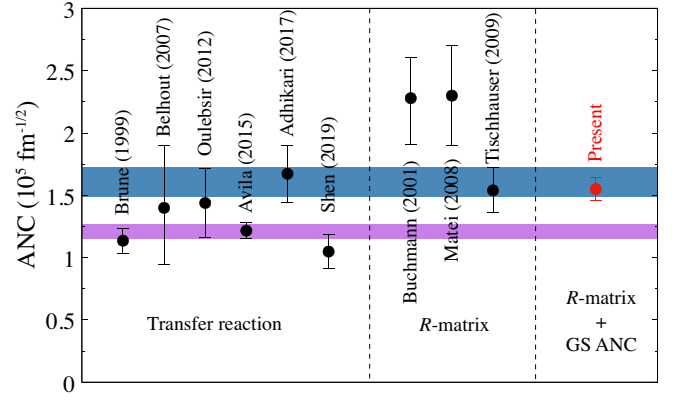 3
2.5
2
1.5
1
0.5
0
ANC (10⁵ fm⁻¹/²)
Brune (1999)
Belhout (2007)
Oulebsir (2012)
Avila (2015)
Adhikari (2017)
Shen (2019)
Buchmann (2001)
Matei (2008)
Tischhauser (2009)
Present
Transfer reaction
R-matrix
R-matrix
+
GS ANC